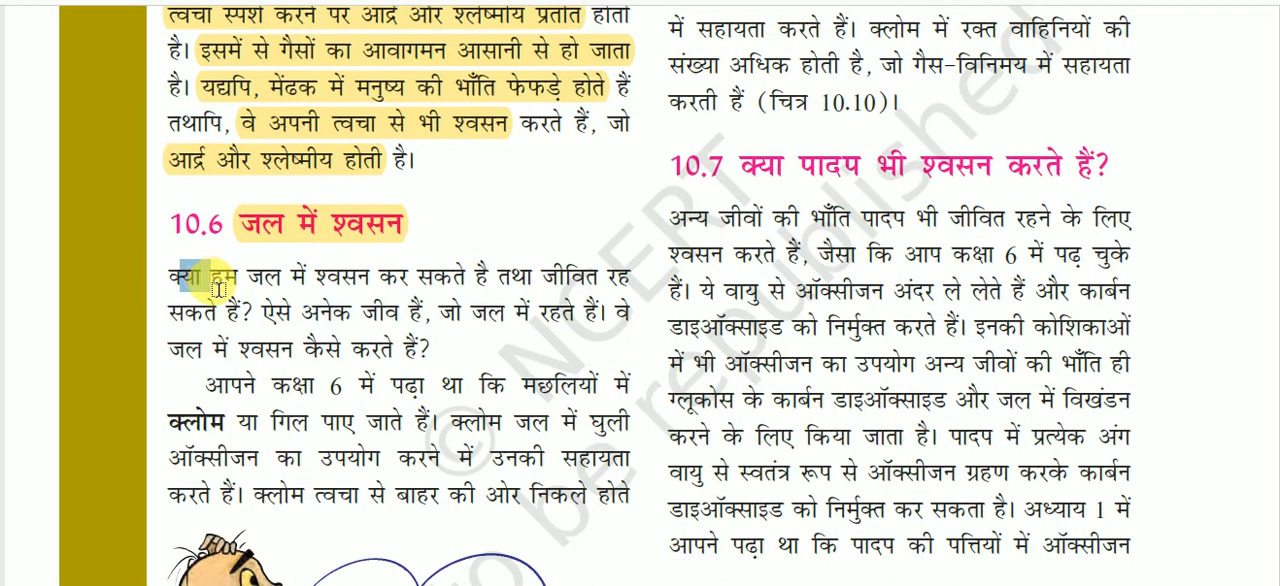 त्वचा स्पर्श करने पर आर्द्र और श्लेष्मीय प्रतीत होती
है। इसमें से गैसों का आवागमन आसानी से हो जाता
है। यद्यपि, मेंढक में मनुष्य की भाँति फेफड़े होते हैं
तथापि, वे अपनी त्वचा से भी श्वसन करते हैं, जो
आर्द्र और श्लेष्मीय होती है।
10.6 जल में श्वसन
क्या हम जल में श्वसन कर सकते है तथा जीवित रह
सकते हैं? ऐसे अनेक जीव हैं, जो जल में रहते हैं। वे
जल में श्वसन कैसे करते हैं?
आपने कक्षा 6 में पढ़ा था कि मछलियों में
क्लोम या गिल पाए जाते हैं। क्लोम जल में घुली
ऑक्सीजन का उपयोग करने में उनकी सहायता
करते हैं। क्लोम त्वचा से बाहर की ओर निकले होते
में सहायता करते हैं। क्लोम में रक्त वाहिनियों की
संख्या अधिक होती है, जो गैस-विनिमय में सहायता
करती हैं (चित्र 10.10)।
10.7 क्या पादप भी श्वसन करते हैं?
अन्य जीवों की भाँति पादप भी जीवित रहने के लिए
श्वसन करते हैं, जैसा कि आप कक्षा 6 में पढ़ चुके
हैं। ये वायु से ऑक्सीजन अंदर ले लेते हैं और कार्बन
डाइऑक्साइड को निर्मुक्त करते हैं। इनकी कोशिकाओं
में भी ऑक्सीजन का उपयोग अन्य जीवों की भाँति ही
ग्लूकोस के कार्बन डाइऑक्साइड और जल में विखंडन
करने के लिए किया जाता है। पादप में प्रत्येक अंग
वायु से स्वतंत्र रूप से ऑक्सीजन ग्रहण करके कार्बन
डाइऑक्साइड को निर्मुक्त कर सकता है। अध्याय 1 में
आपने पढ़ा था कि पादप की पत्तियों में ऑक्सीजन
© NCERT
be republished